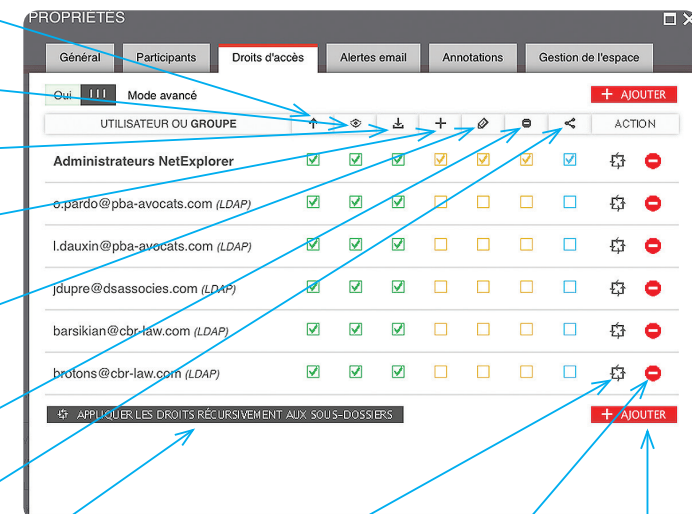 PROPRIÉTÉS
Général Participants Droits d'accès Alertes email Annotations Gestion de l'espace
Oui Mode avancé + AJOUTER
UTILISATEUR OU GROUPE ACTION
Administrateurs NetExplorer
o.pardo@pba-avocats.com (LDAP)
l.dauxin@pba-avocats.com (LDAP)
jdupre@dsassocies.com (LDAP)
barsikian@cbr-law.com (LDAP)
brotons@cbr-law.com (LDAP)
APPLIQUER LES DROITS RÉCURSIVEMENT AUX SOUS-DOSSIERS + AJOUTER